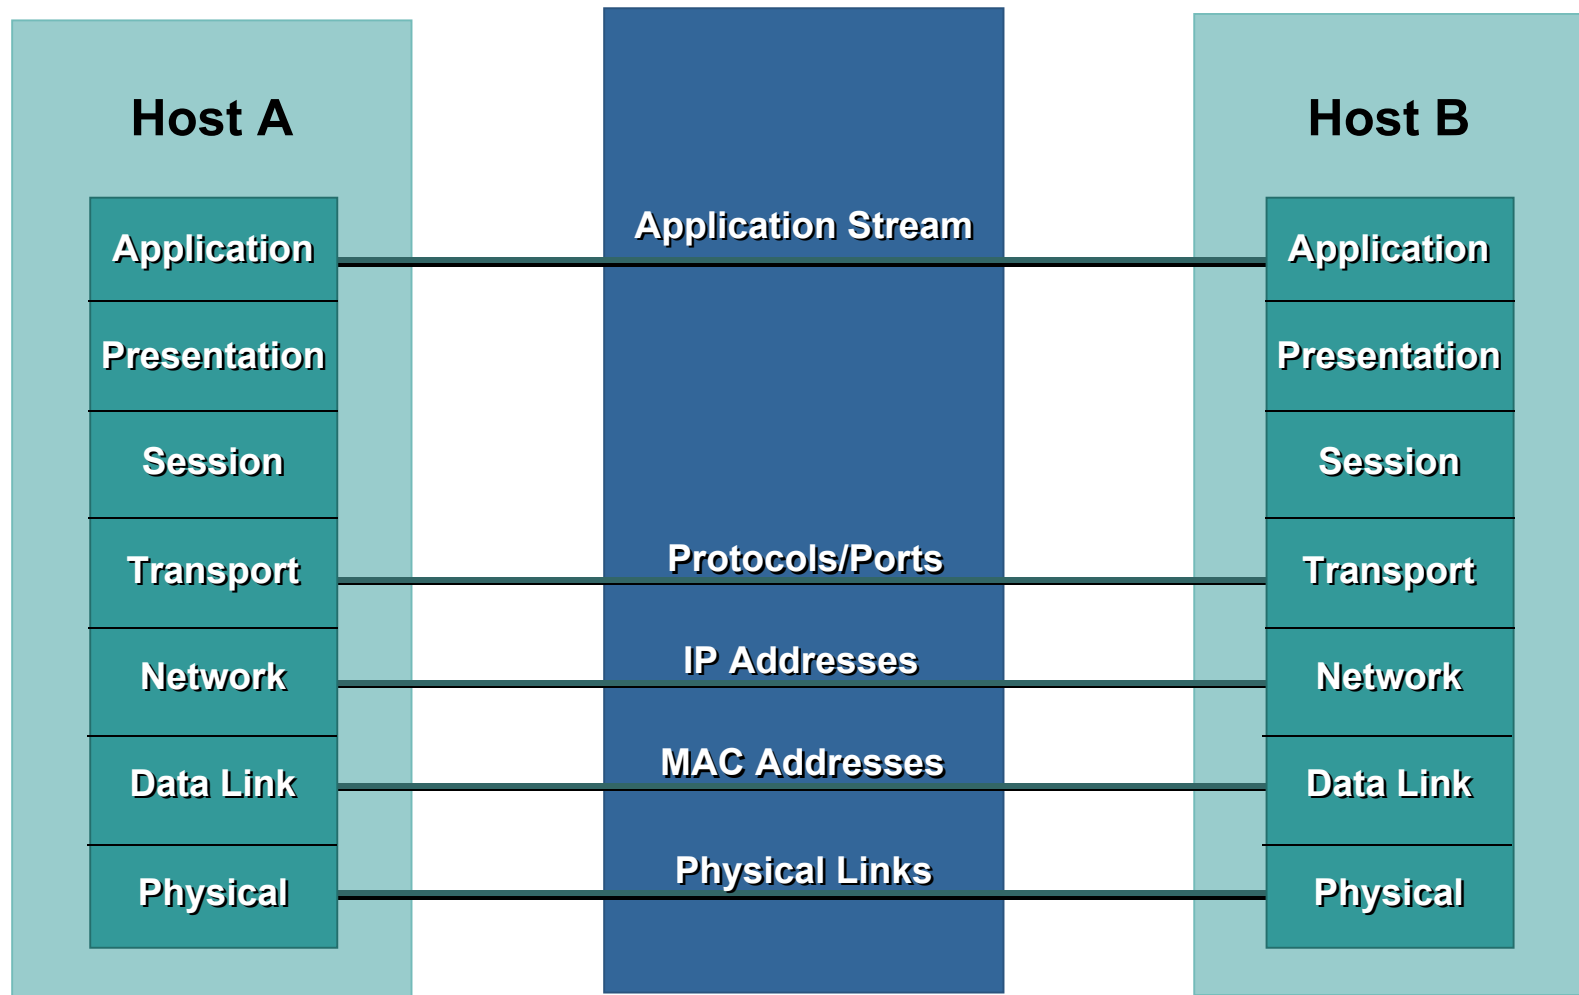 Host A
Application
Presentation
Session
Transport
Network
Data Link
Physical
Application Stream
Protocols/Ports
IP Addresses
MAC Addresses
Physical Links
Host B
Application
Presentation
Session
Transport
Network
Data Link
Physical